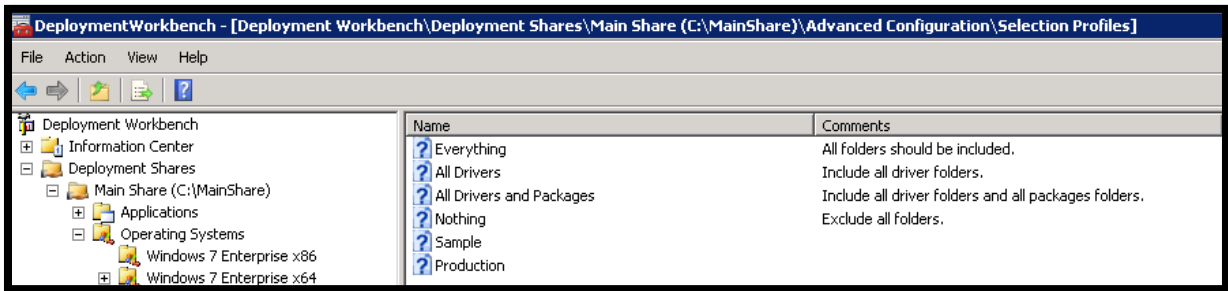 DeploymentWorkbench - [Deployment Workbench\Deployment Shares\Main Share (C:\MainShare)\Advanced Configuration\Selection Profiles]
File Action View Help
Deployment Workbench
Information Center
Deployment Shares
Main Share (C:\MainShare)
Applications
Operating Systems
Windows 7 Enterprise x86
Windows 7 Enterprise x64
Name Comments
Everything All folders should be included.
All Drivers Include all driver folders.
All Drivers and Packages Include all driver folders and all packages folders.
Nothing Exclude all folders.
Sample
Production